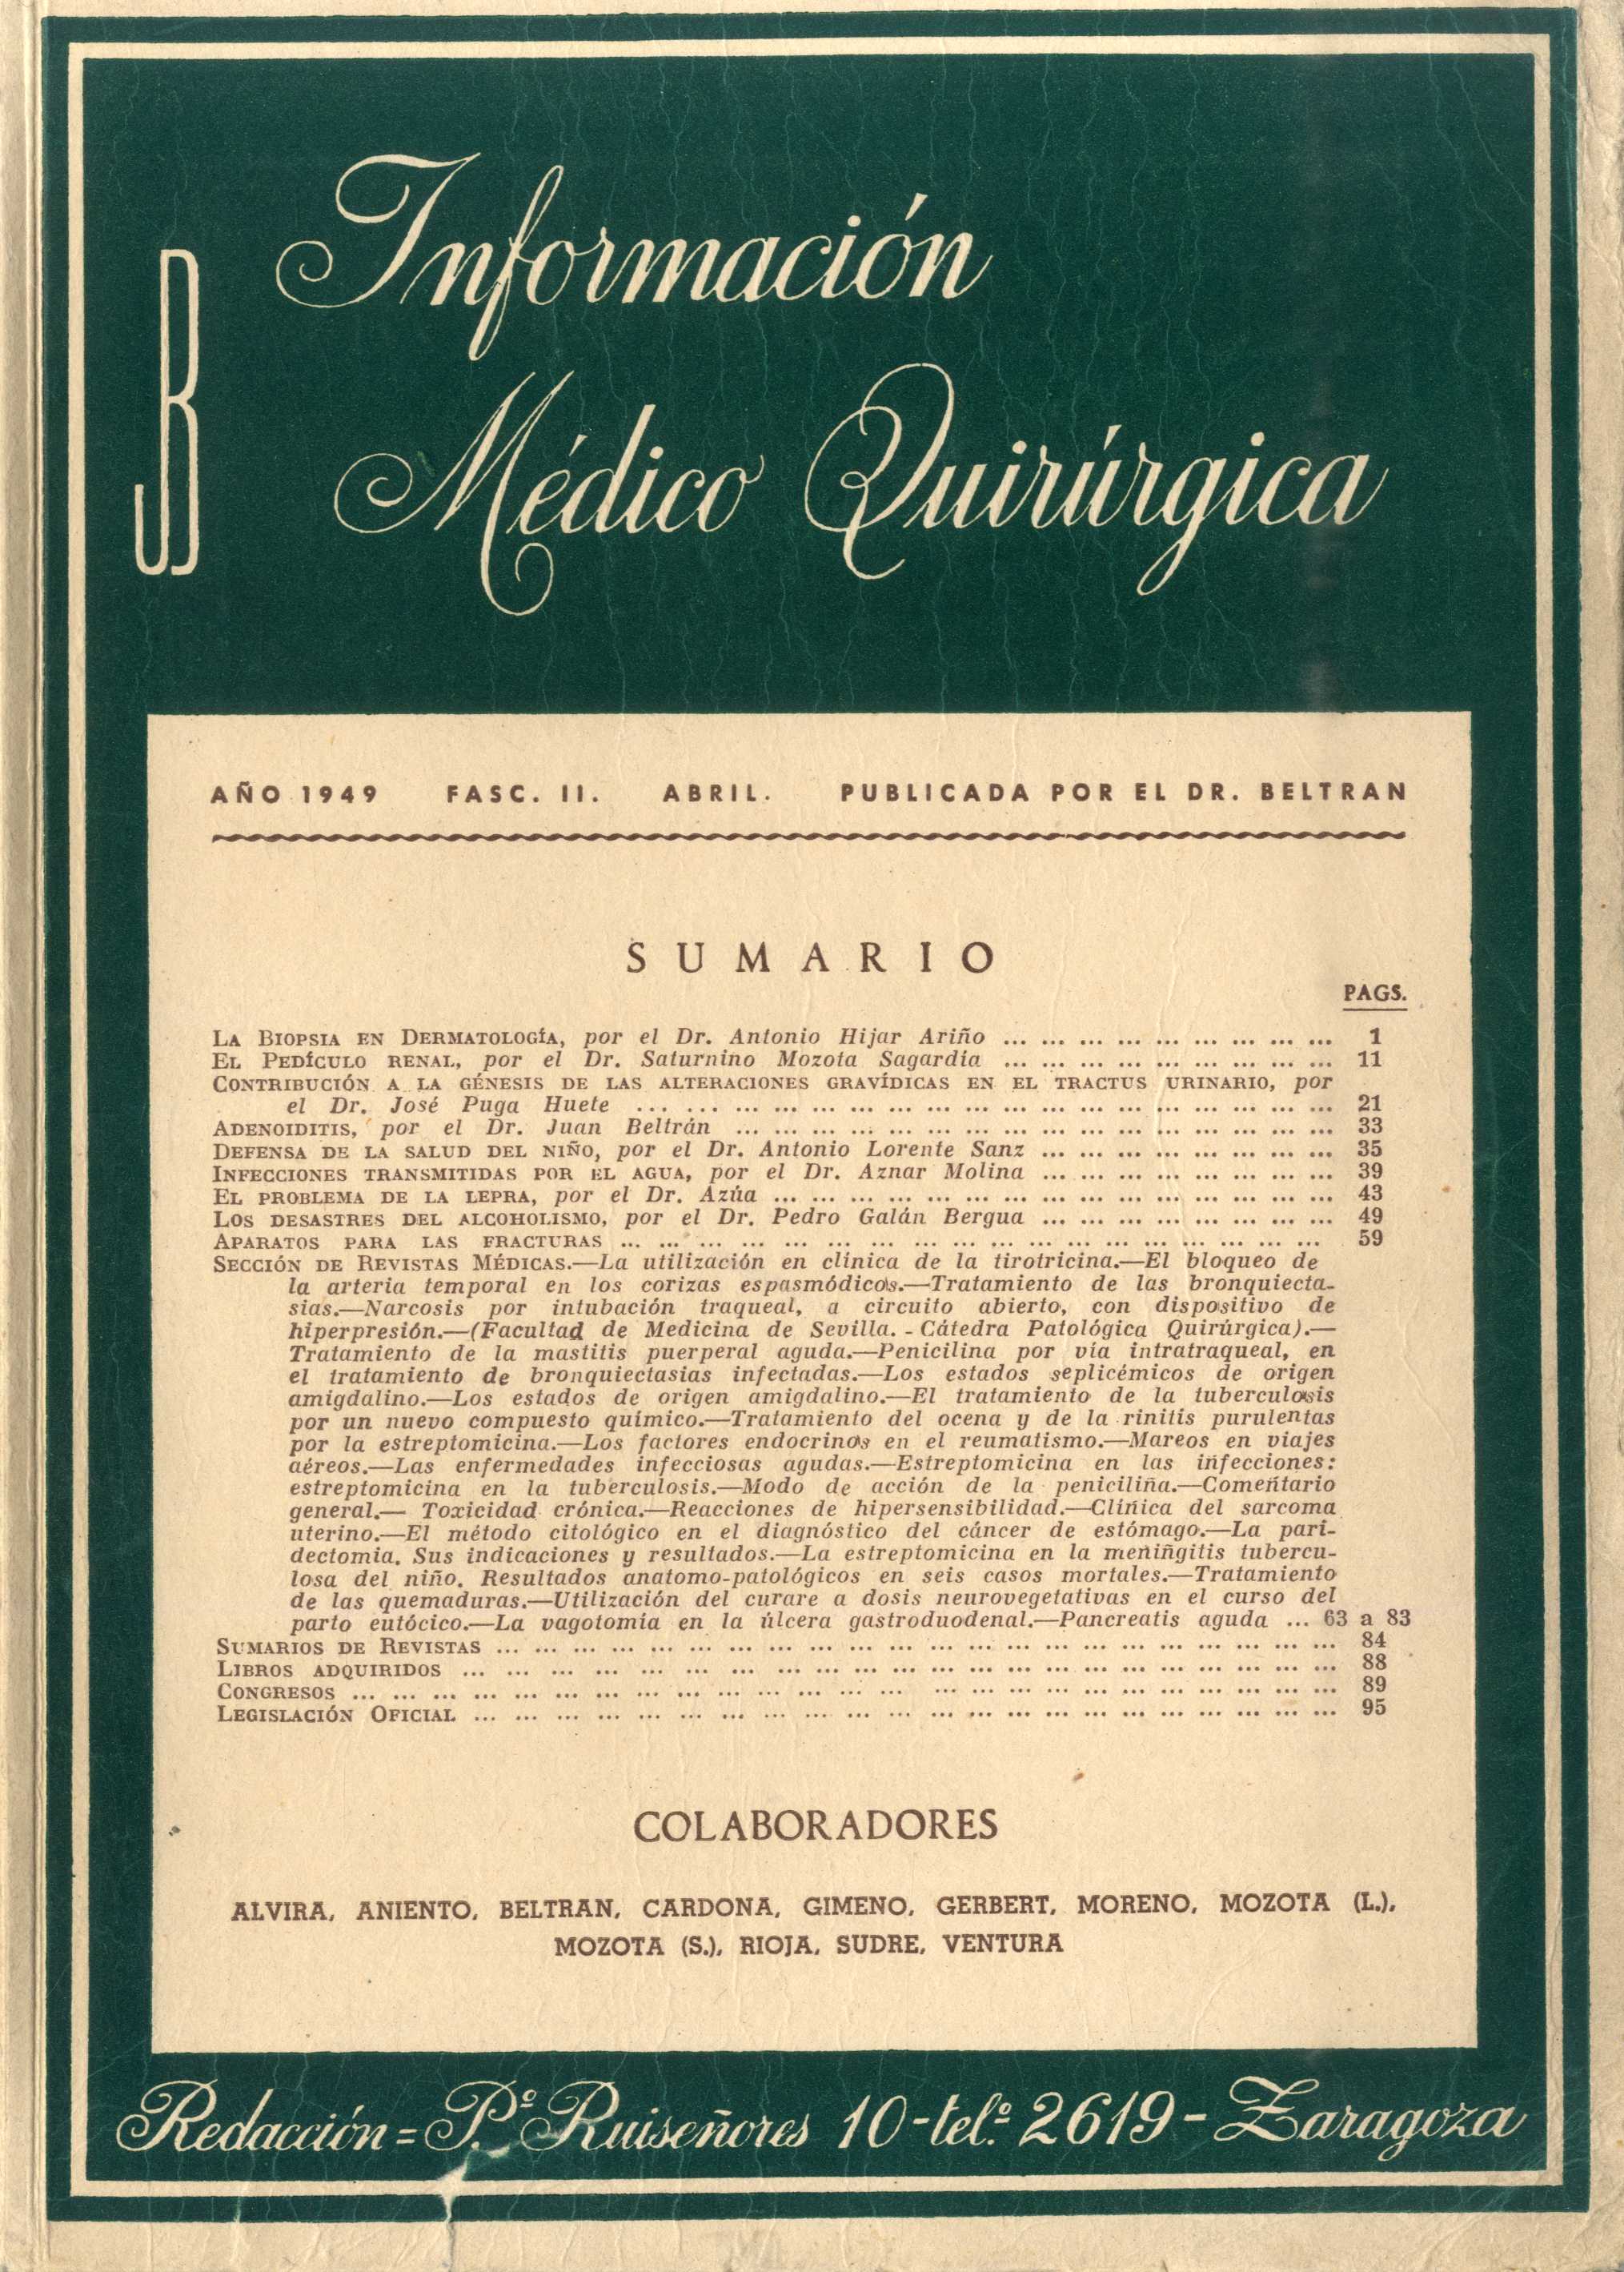 JB
Información
Médico Quirúrgica
AÑO 1949 FASC. II. ABRIL. PUBLICADA POR EL DR. BELTRAN
SUMARIO
PAGS.
LA BIOPSIA EN DERMATOLOGÍA, por el Dr. Antonio Hijar Ariño ... ... ... ... ... ... ... ... ... 1
EL PEDÍCULO RENAL, por el Dr. Saturnino Mozota Sagardía ... ... ... ... ... ... ... ... ... 11
CONTRIBUCIÓN A LA GÉNESIS DE LAS ALTERACIONES GRAVÍDICAS EN EL TRACTUS URINARIO, por
el Dr. José Puga Huete ... ... ... ... ... ... ... ... ... ... ... ... ... ... ... ... ... ... ... 21
ADENOIDITIS, por el Dr. Juan Beltrán ... ... ... ... ... ... ... ... ... ... ... ... ... ... ... ... 33
DEFENSA DE LA SALUD DEL NIÑO, por el Dr. Antonio Lorente Sanz ... ... ... ... ... ... ... ... 35
INFECCIONES TRANSMITIDAS POR EL AGUA, por el Dr. Aznar Molina ... ... ... ... ... ... ... ... 39
EL PROBLEMA DE LA LEPRA, por el Dr. Azúa ... ... ... ... ... ... ... ... ... ... ... ... ... ... ... 43
LOS DESASTRES DEL ALCOHOLISMO, por el Dr. Pedro Galán Bergua ... ... ... ... ... ... ... ... 49
APARATOS PARA LAS FRACTURAS ... ... ... ... ... ... ... ... ... ... ... ... ... ... ... ... ... ... ... 59
SECCIÓN DE REVISTAS MÉDICAS.—La utilización en clínica de la tirotricina.—El bloqueo de
la arteria temporal en los corizas espasmódicos.—Tratamiento de las bronquiecta-
sias.—Narcosis por intubación traqueal, a circuito abierto, con dispositivo de
hiperpresión.—(Facultad de Medicina de Sevilla. - Cátedra Patológica Quirúrgica).—
Tratamiento de la mastitis puerperal aguda.—Penicilina por vía intratraqueal, en
el tratamiento de bronquiectasias infectadas.—Los estados septicémicos de origen
amigdalino.—Los estados de origen amigdalino.—El tratamiento de la tuberculosis
por un nuevo compuesto químico.—Tratamiento del ocena y de la rinitis purulentas
por la estreptomicina.—Los factores endocrinos en el reumatismo.—Mareos en viajes
aéreos.—Las enfermedades infecciosas agudas.—Estreptomicina en las infecciones:
estreptomicina en la tuberculosis.—Modo de acción de la peniciliña.—Comeñtario
general.— Toxicidad crónica.—Reacciones de hipersensibilidad.—Clíñica del sarcoma
uterino.—El método citológico en el diagnóstico del cáncer de estómago.—La pari-
dectomia. Sus indicaciones y resultados.—La estreptomicina en la meñiñgitis tubercu-
losa del niño. Resultados anatomo-patológicos en seis casos mortales.—Tratamiento
de las quemaduras.—Utilización del curare a dosis neurovegetativas en el curso del
parto eutócico.—La vagotomía en la úlcera gastroduodenal.—Pancreatis aguda ... 63 a 83
SUMARIOS DE REVISTAS ... ... ... ... ... ... ... ... ... ... ... ... ... ... ... ... ... ... ... ... ... 84
LIBROS ADQUIRIDOS ... ... ... ... ... ... ... ... ... ... ... ... ... ... ... ... ... ... ... ... ... ... 88
CONGRESOS ... ... ... ... ... ... ... ... ... ... ... ... ... ... ... ... ... ... ... ... ... ... ... ... 89
LEGISLACIÓN OFICIAL ... ... ... ... ... ... ... ... ... ... ... ... ... ... ... ... ... ... ... ... ... 95
COLABORADORES
ALVIRA, ANIENTO, BELTRAN, CARDONA, GIMENO, GERBERT, MORENO, MOZOTA (L.),
MOZOTA (S.), RIOJA, SUDRE, VENTURA
Redacción = P.º Ruiseñores 10 - tel.º 2619 - Zaragoza